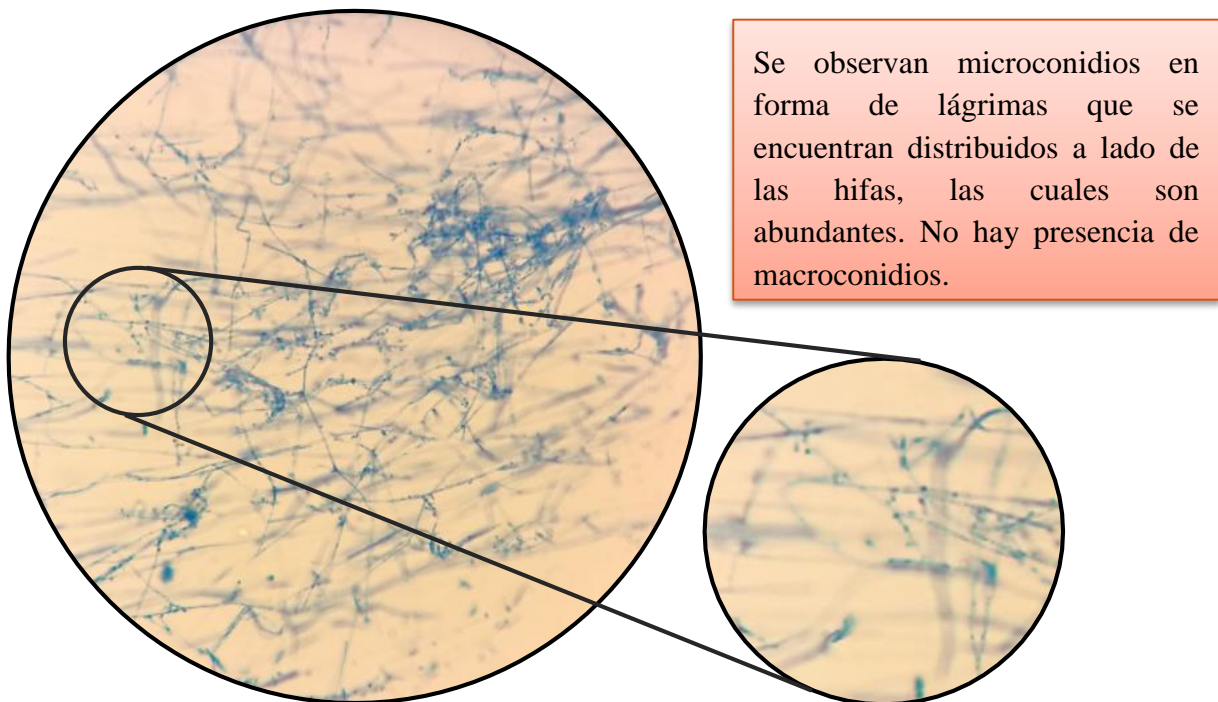 Se observan microconidios en
forma de lágrimas que se
encuentran distribuidos a lado de
las hifas, las cuales son
abundantes. No hay presencia de
macroconidios.